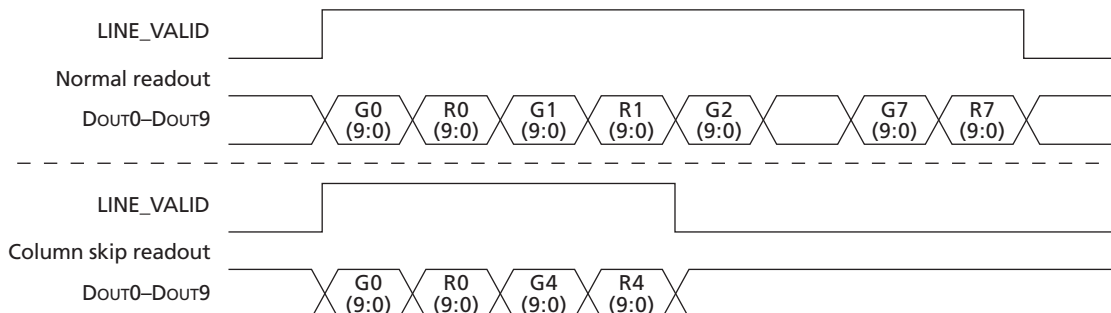 LINE_VALID
Normal readout
DOUT0–DOUT9
G0 (9:0) R0 (9:0) G1 (9:0) R1 (9:0) G2 (9:0) G7 (9:0) R7 (9:0)
LINE_VALID
Column skip readout
DOUT0–DOUT9
G0 (9:0) R0 (9:0) G4 (9:0) R4 (9:0)